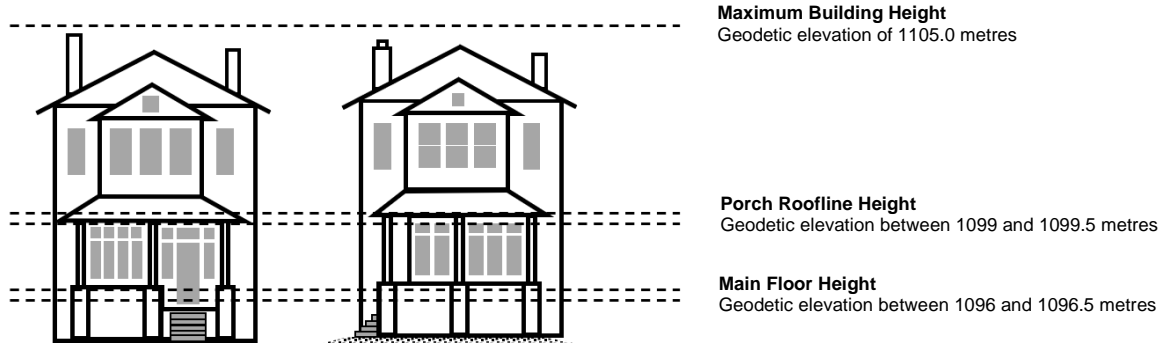 Maximum Building Height
Geodetic elevation of 1105.0 metres
Porch Roofline Height
Geodetic elevation between 1099 and 1099.5 metres
Main Floor Height
Geodetic elevation between 1096 and 1096.5 metres